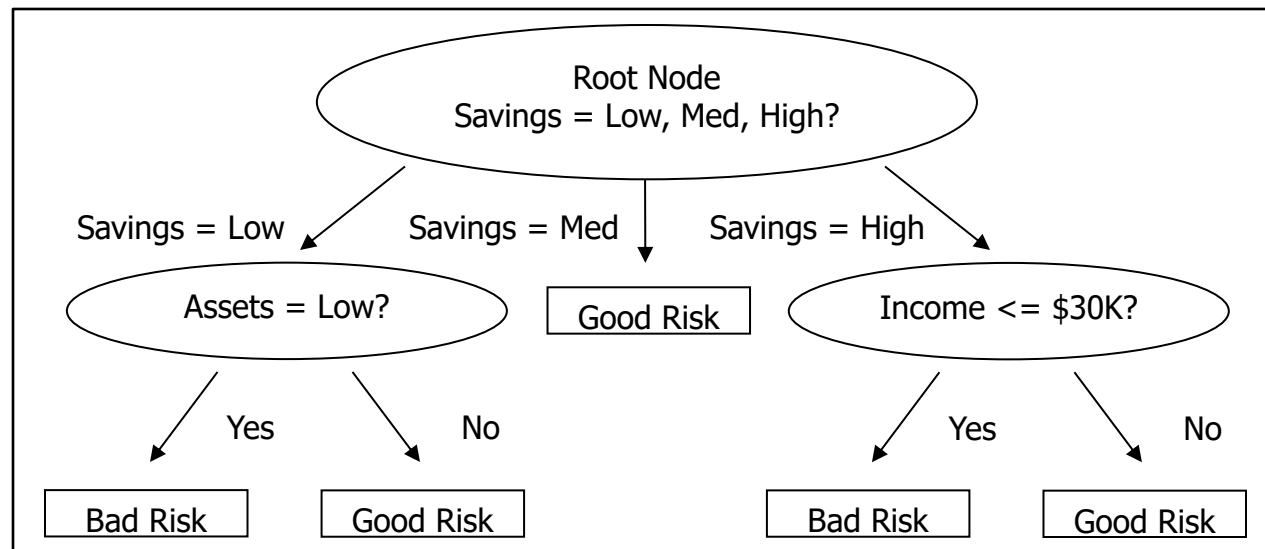 Root Node
Savings = Low, Med, High?
Savings = Low
Savings = Med
Savings = High
Assets = Low?
Good Risk
Income <= $30K?
Yes
No
Yes
No
Bad Risk
Good Risk
Bad Risk
Good Risk